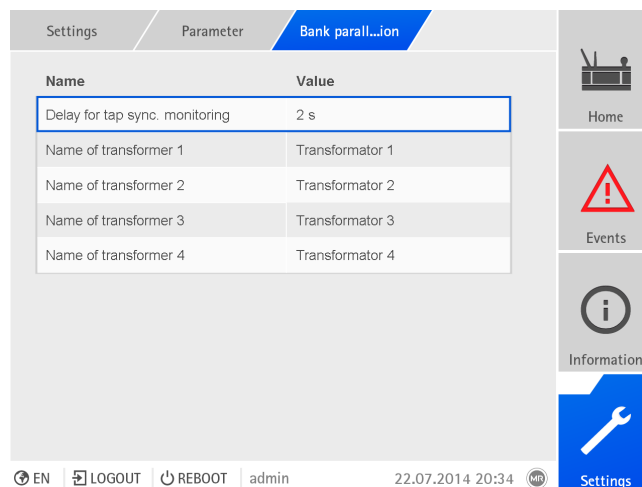 Settings Parameter Bank parall...ion
Name Value
Delay for tap sync. monitoring 2 s
Name of transformer 1 Transformator 1
Name of transformer 2 Transformator 2
Name of transformer 3 Transformator 3
Name of transformer 4 Transformator 4
Home
Events
Information
Settings
EN LOGOUT REBOOT admin 22.07.2014 20:34 MR